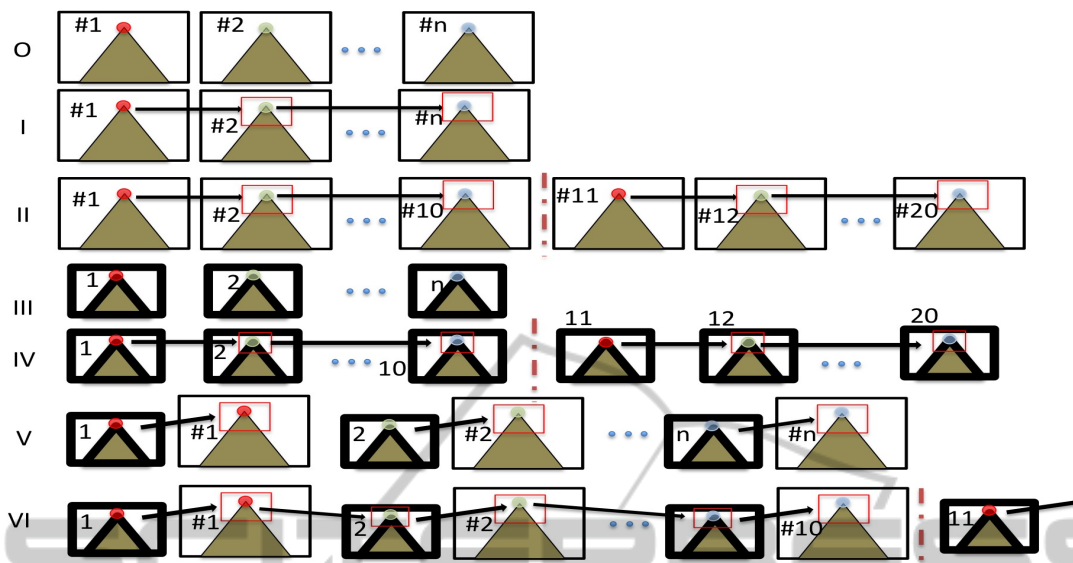 O #1 #2 #n
I #1 #2 #n
II #1 #2 #10 #11 #12 #20
III 1 2 n
IV 1 2 10 11 12 20
V 1 #1 2 #2 n #n
VI 1 #1 2 #2 #10 11